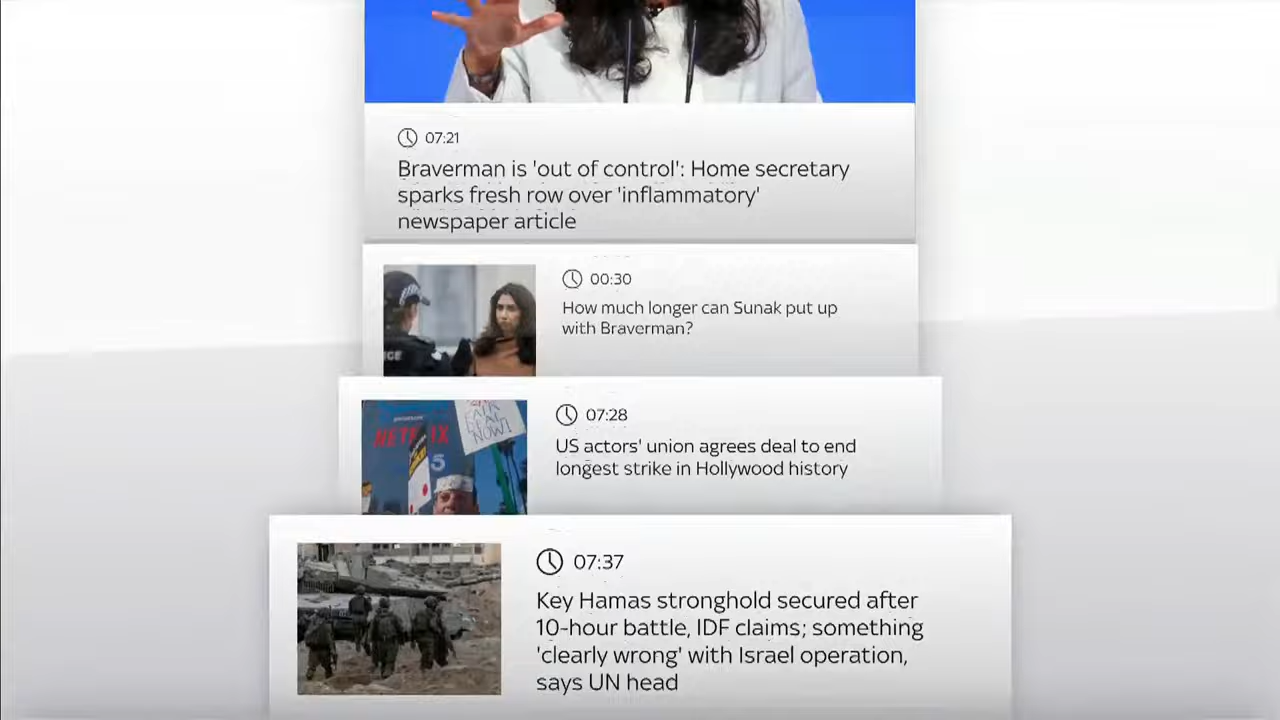 07:21
Braverman is 'out of control': Home secretary
sparks fresh row over 'inflammatory'
newspaper article
00:30
How much longer can Sunak put up
with Braverman?
07:28
US actors' union agrees deal to end
longest strike in Hollywood history
NETFLIX
NOW!
07:37
Key Hamas stronghold secured after
10-hour battle, IDF claims; something
'clearly wrong' with Israel operation,
says UN head